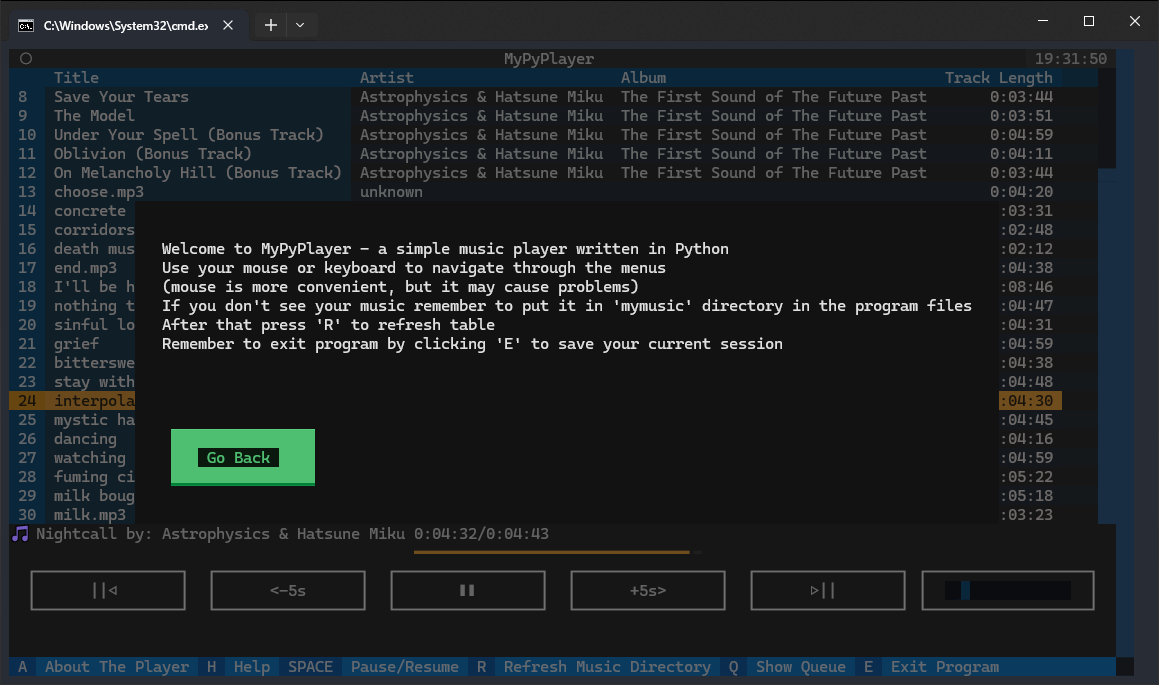 C:\Windows\System32\cmd.ex
MyPyPlayer 19:31:50
Title Artist Album Track Length
8 Save Your Tears Astrophysics & Hatsune Miku The First Sound of The Future Past 0:03:44
9 The Model Astrophysics & Hatsune Miku The First Sound of The Future Past 0:03:51
10 Under Your Spell (Bonus Track) Astrophysics & Hatsune Miku The First Sound of The Future Past 0:04:59
11 Oblivion (Bonus Track) Astrophysics & Hatsune Miku The First Sound of The Future Past 0:04:11
12 On Melancholy Hill (Bonus Track) Astrophysics & Hatsune Miku The First Sound of The Future Past 0:03:44
13 choose.mp3 unknown 0:04:20
14 concrete :03:31
15 corridors :02:48
16 death mus Welcome to MyPyPlayer - a simple music player written in Python :02:12
17 end.mp3 Use your mouse or keyboard to navigate through the menus :04:38
18 I'll be h (mouse is more convenient, but it may cause problems) :08:46
19 nothing t If you don't see your music remember to put it in 'mymusic' directory in the program files :04:47
20 sinful lo After that press 'R' to refresh table :04:31
21 grief Remember to exit program by clicking 'E' to save your current session :04:59
22 bitterswe :04:38
23 stay with :04:48
24 interpola :04:30
25 mystic ha :04:45
26 dancing :04:16
27 watching Go Back :04:59
28 fuming ci :05:22
29 milk boug :05:18
30 milk.mp3 :03:23
Nightcall by: Astrophysics & Hatsune Miku 0:04:32/0:04:43
||◁ <-5s ▮▮ +5s> ▷||
A About The Player H Help SPACE Pause/Resume R Refresh Music Directory Q Show Queue E Exit Program